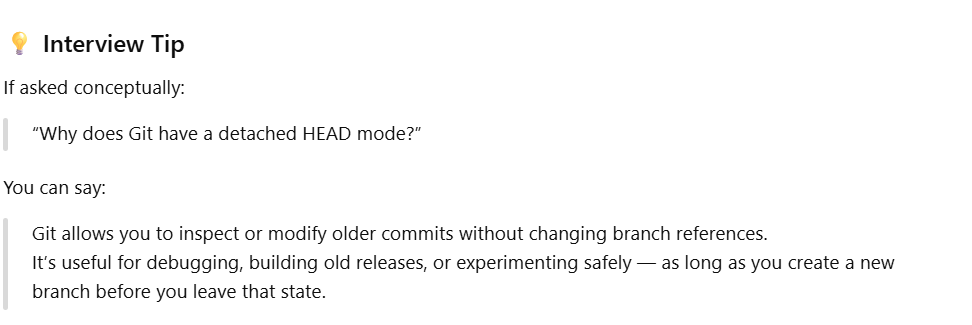 💡 Interview Tip
If asked conceptually:
“Why does Git have a detached HEAD mode?”
You can say:
Git allows you to inspect or modify older commits without changing branch references.
It’s useful for debugging, building old releases, or experimenting safely — as long as you create a new
branch before you leave that state.